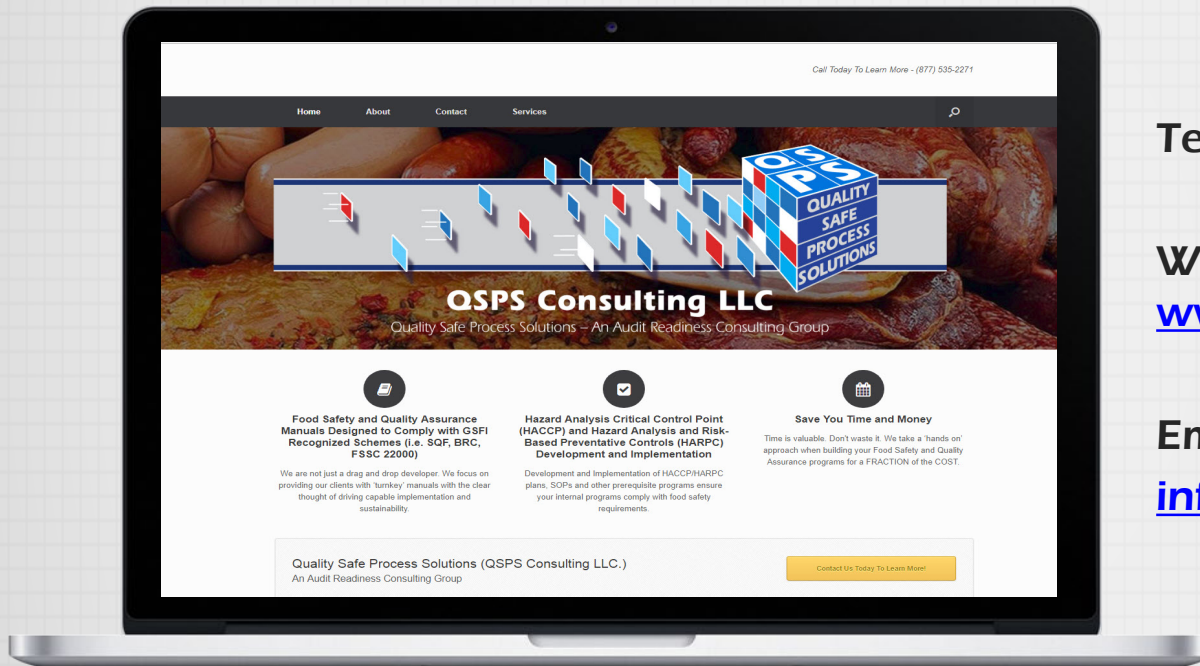 Call Today To Learn More - (877) 535-2271
Home About Contact Services
QS
PS
QUALITY
SAFE
PROCESS
SOLUTIONS
QSPS Consulting LLC
Quality Safe Process Solutions – An Audit Readiness Consulting Group
Food Safety and Quality Assurance
Manuals Designed to Comply with GSFI
Recognized Schemes (i.e. SQF, BRC,
FSSC 22000)
We are not just a drag and drop developer. We focus on
providing our clients with 'turnkey' manuals with the clear
thought of driving capable implementation and
sustainability.
Hazard Analysis Critical Control Point
(HACCP) and Hazard Analysis and Risk-
Based Preventative Controls (HARPC)
Development and Implementation
Development and Implementation of HACCP/HARPC
plans, SOPs and other prerequisite programs ensure
your internal programs comply with food safety
requirements.
Save You Time and Money
Time is valuable. Don't waste it. We take a 'hands on'
approach when building your Food Safety and Quality
Assurance programs for a FRACTION of the COST.
Quality Safe Process Solutions (QSPS Consulting LLC.)
An Audit Readiness Consulting Group
Contact Us Today To Learn More!
Te